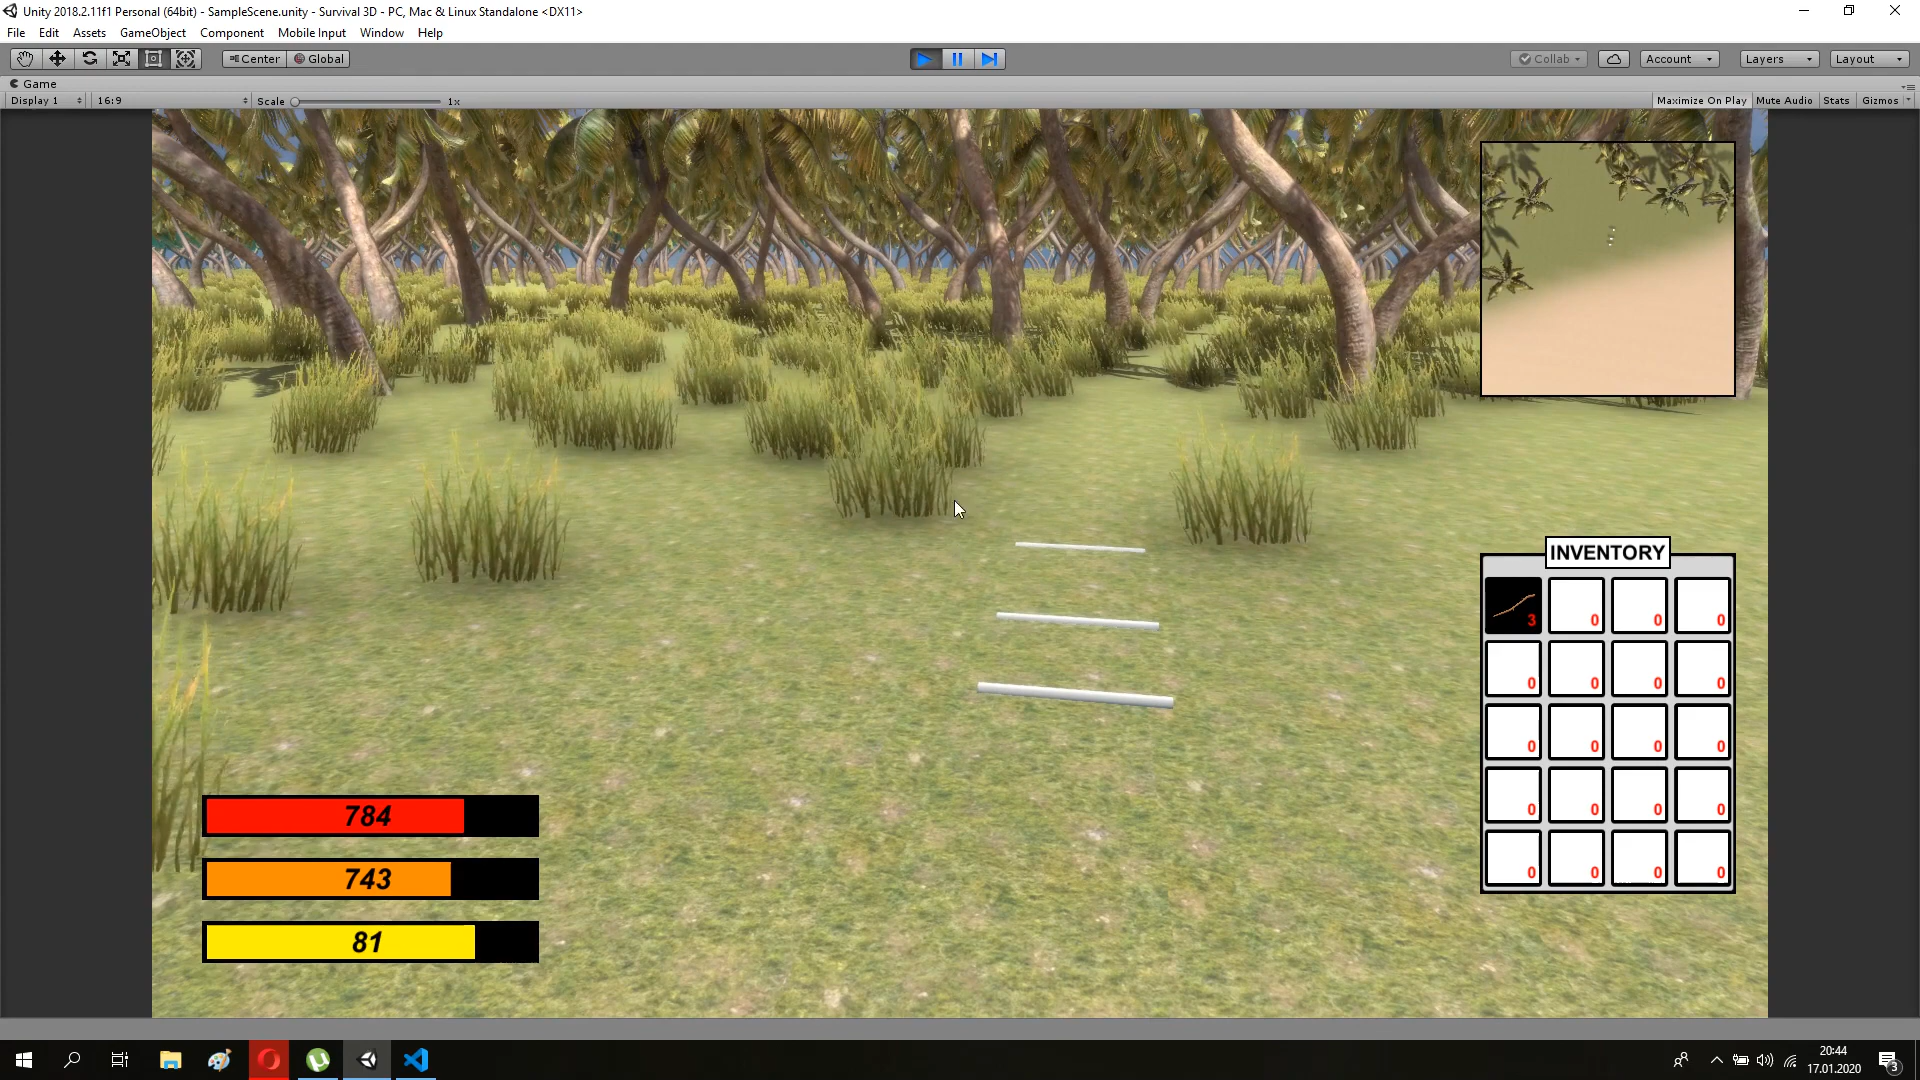 Unity 2018.2.11f1 Personal (64bit) - SampleScene.unity - Survival 3D - PC, Mac & Linux Standalone <DX11>
File Edit Assets GameObject Component Mobile Input Window Help
Center Global Collab Account Layers Layout
Game
Display 1 16:9 Scale 1x Maximize On Play Mute Audio Stats Gizmos
INVENTORY
3 0 0 0
0 0 0 0
0 0 0 0
0 0 0 0
0 0 0 0
784
743
81
20:44
17.01.2020
3